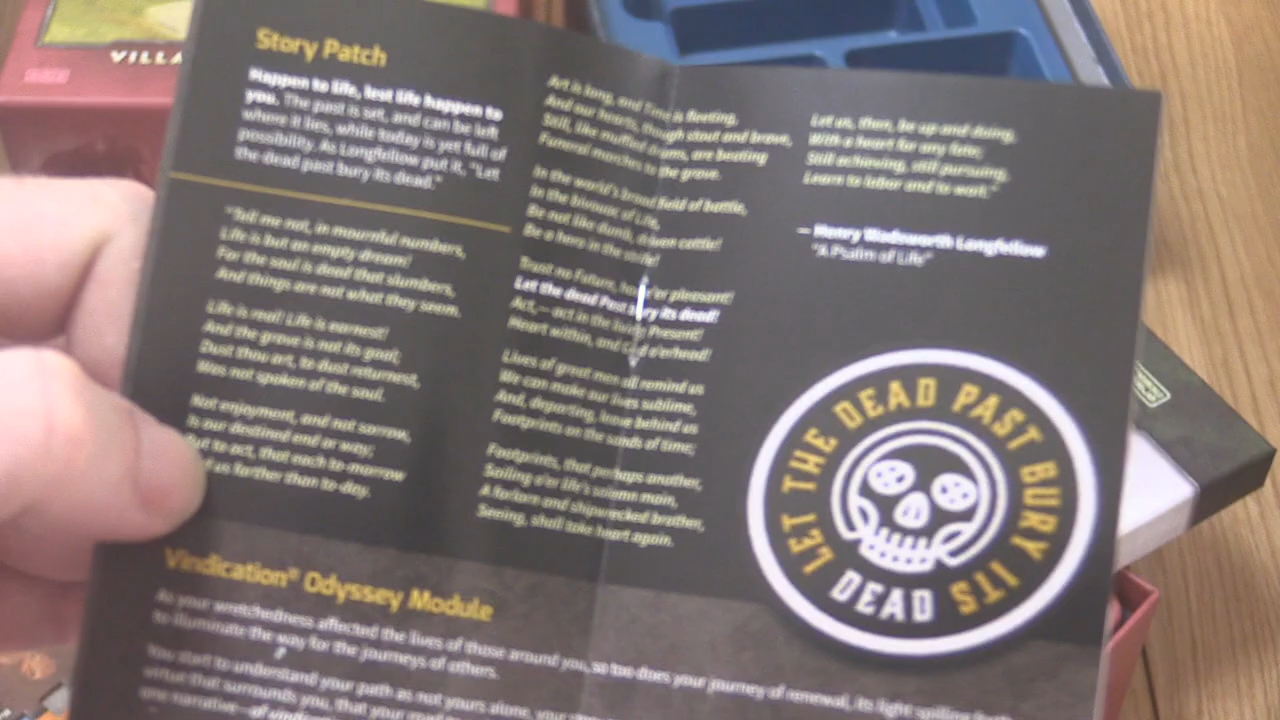 VILLA
Story Patch
Happen to life, lest life happen to
you. The past is set, and can be left
where it lies, while today is yet full of
possibility. As Longfellow put it, "Let
the dead past bury its dead."
"Tell me not, in mournful numbers,
Life is but an empty dream!
For the soul is dead that slumbers,
And things are not what they seem.
Life is real! Life is earnest!
And the grave is not its goal;
Dust thou art, to dust returnest,
Was not spoken of the soul.
Not enjoyment, and not sorrow,
Is our destined end or way;
But to act, that each to-morrow
us farther than to-day.
Art is long, and Time is fleeting,
And our hearts, though stout and brave,
Still, like muffled drums, are beating
Funeral marches to the grave.
In the world's broad field of battle,
In the bivouac of Life,
Be not like dumb, driven cattle!
Be a hero in the strife!
Trust no Future, howe'er pleasant!
Let the dead Past bury its dead!
Act,—act in the living Present!
Heart within, and God o'erhead!
Lives of great men all remind us
We can make our lives sublime,
And, departing, leave behind us
Footprints on the sands of time;
Footprints, that perhaps another,
Sailing o'er life's solemn main,
A forlorn and shipwrecked brother,
Seeing, shall take heart again.
Let us, then, be up and doing,
With a heart for any fate;
Still achieving, still pursuing,
Learn to labor and to wait."
— Henry Wadsworth Longfellow
"A Psalm of Life"
LET THE DEAD PAST BURY ITS
DEAD
Vindication® Odyssey Module
As your wretchedness affected the lives of those around you, so too does your journey of renewal, its light spilling
to illuminate the way for the journeys of others.
You start to understand your path as not yours alone, your
virtue that surrounds you, that your road
one narrative—of